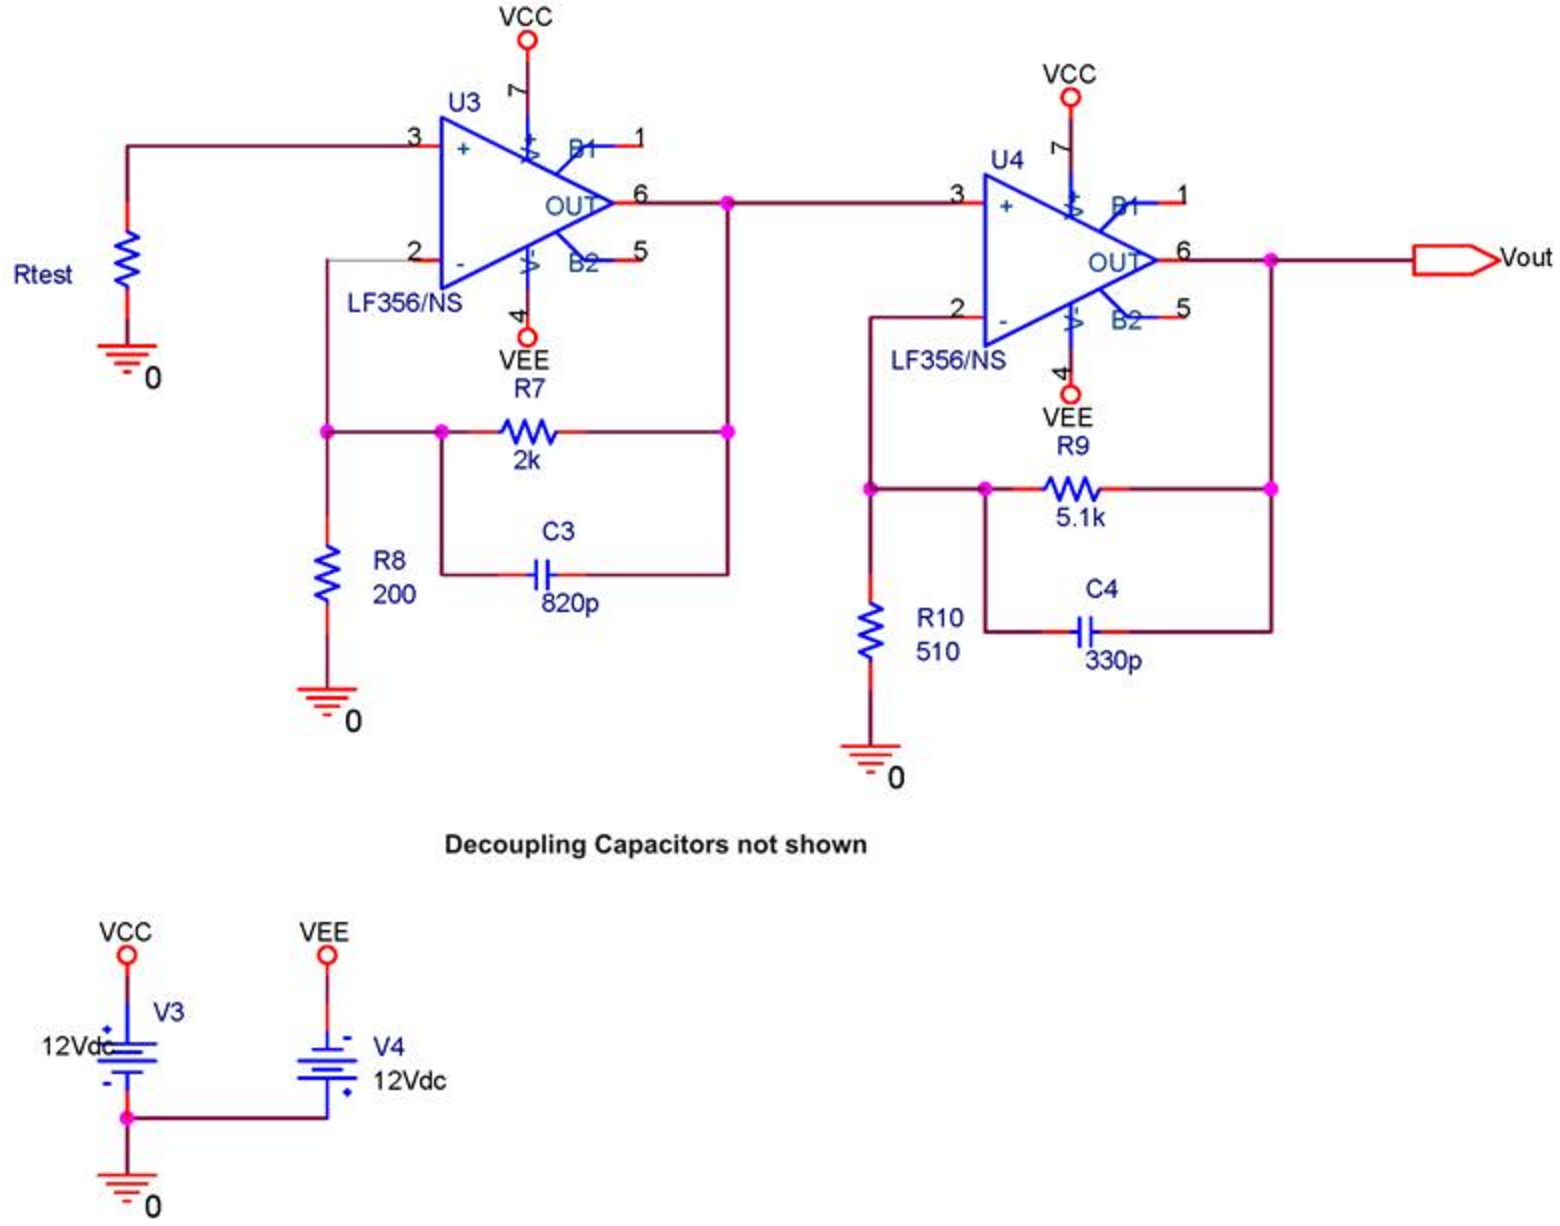 VCC
7
U3
3
+
V+
B1
1
OUT
6
2
-
V-
B2
5
LF356/NS
4
VEE
Rtest
0
R7
2k
C3
820p
R8
200
0
VCC
7
U4
3
+
V+
B1
1
OUT
6
Vout
2
-
V-
B2
5
LF356/NS
4
VEE
R9
5.1k
C4
330p
R10
510
0
Decoupling Capacitors not shown
VCC
VEE
V3
+
12Vdc
-
-
V4
12Vdc
+
0